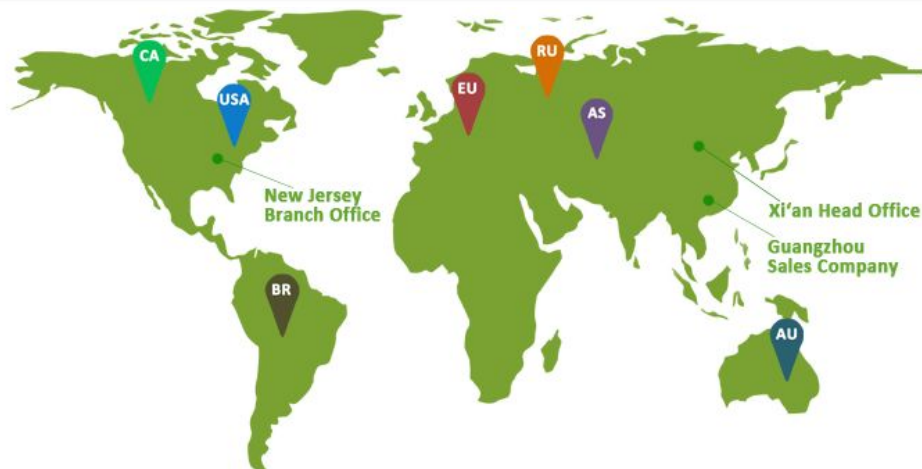 CA
RU
EU
USA
AS
New Jersey
Branch Office
Xi'an Head Office
Guangzhou
Sales Company
BR
AU